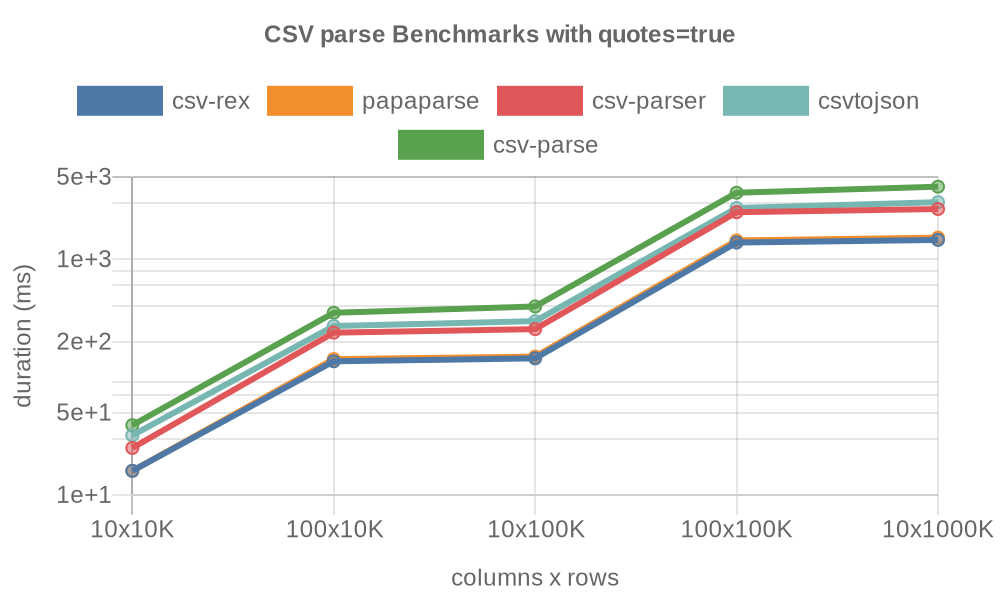 CSV parse Benchmarks with quotes=true
csv-rex papaparse csv-parser csvtojson
csv-parse
5e+3
1e+3
2e+2
5e+1
1e+1
duration (ms)
10x10K 100x10K 10x100K 100x100K 10x1000K
columns x rows